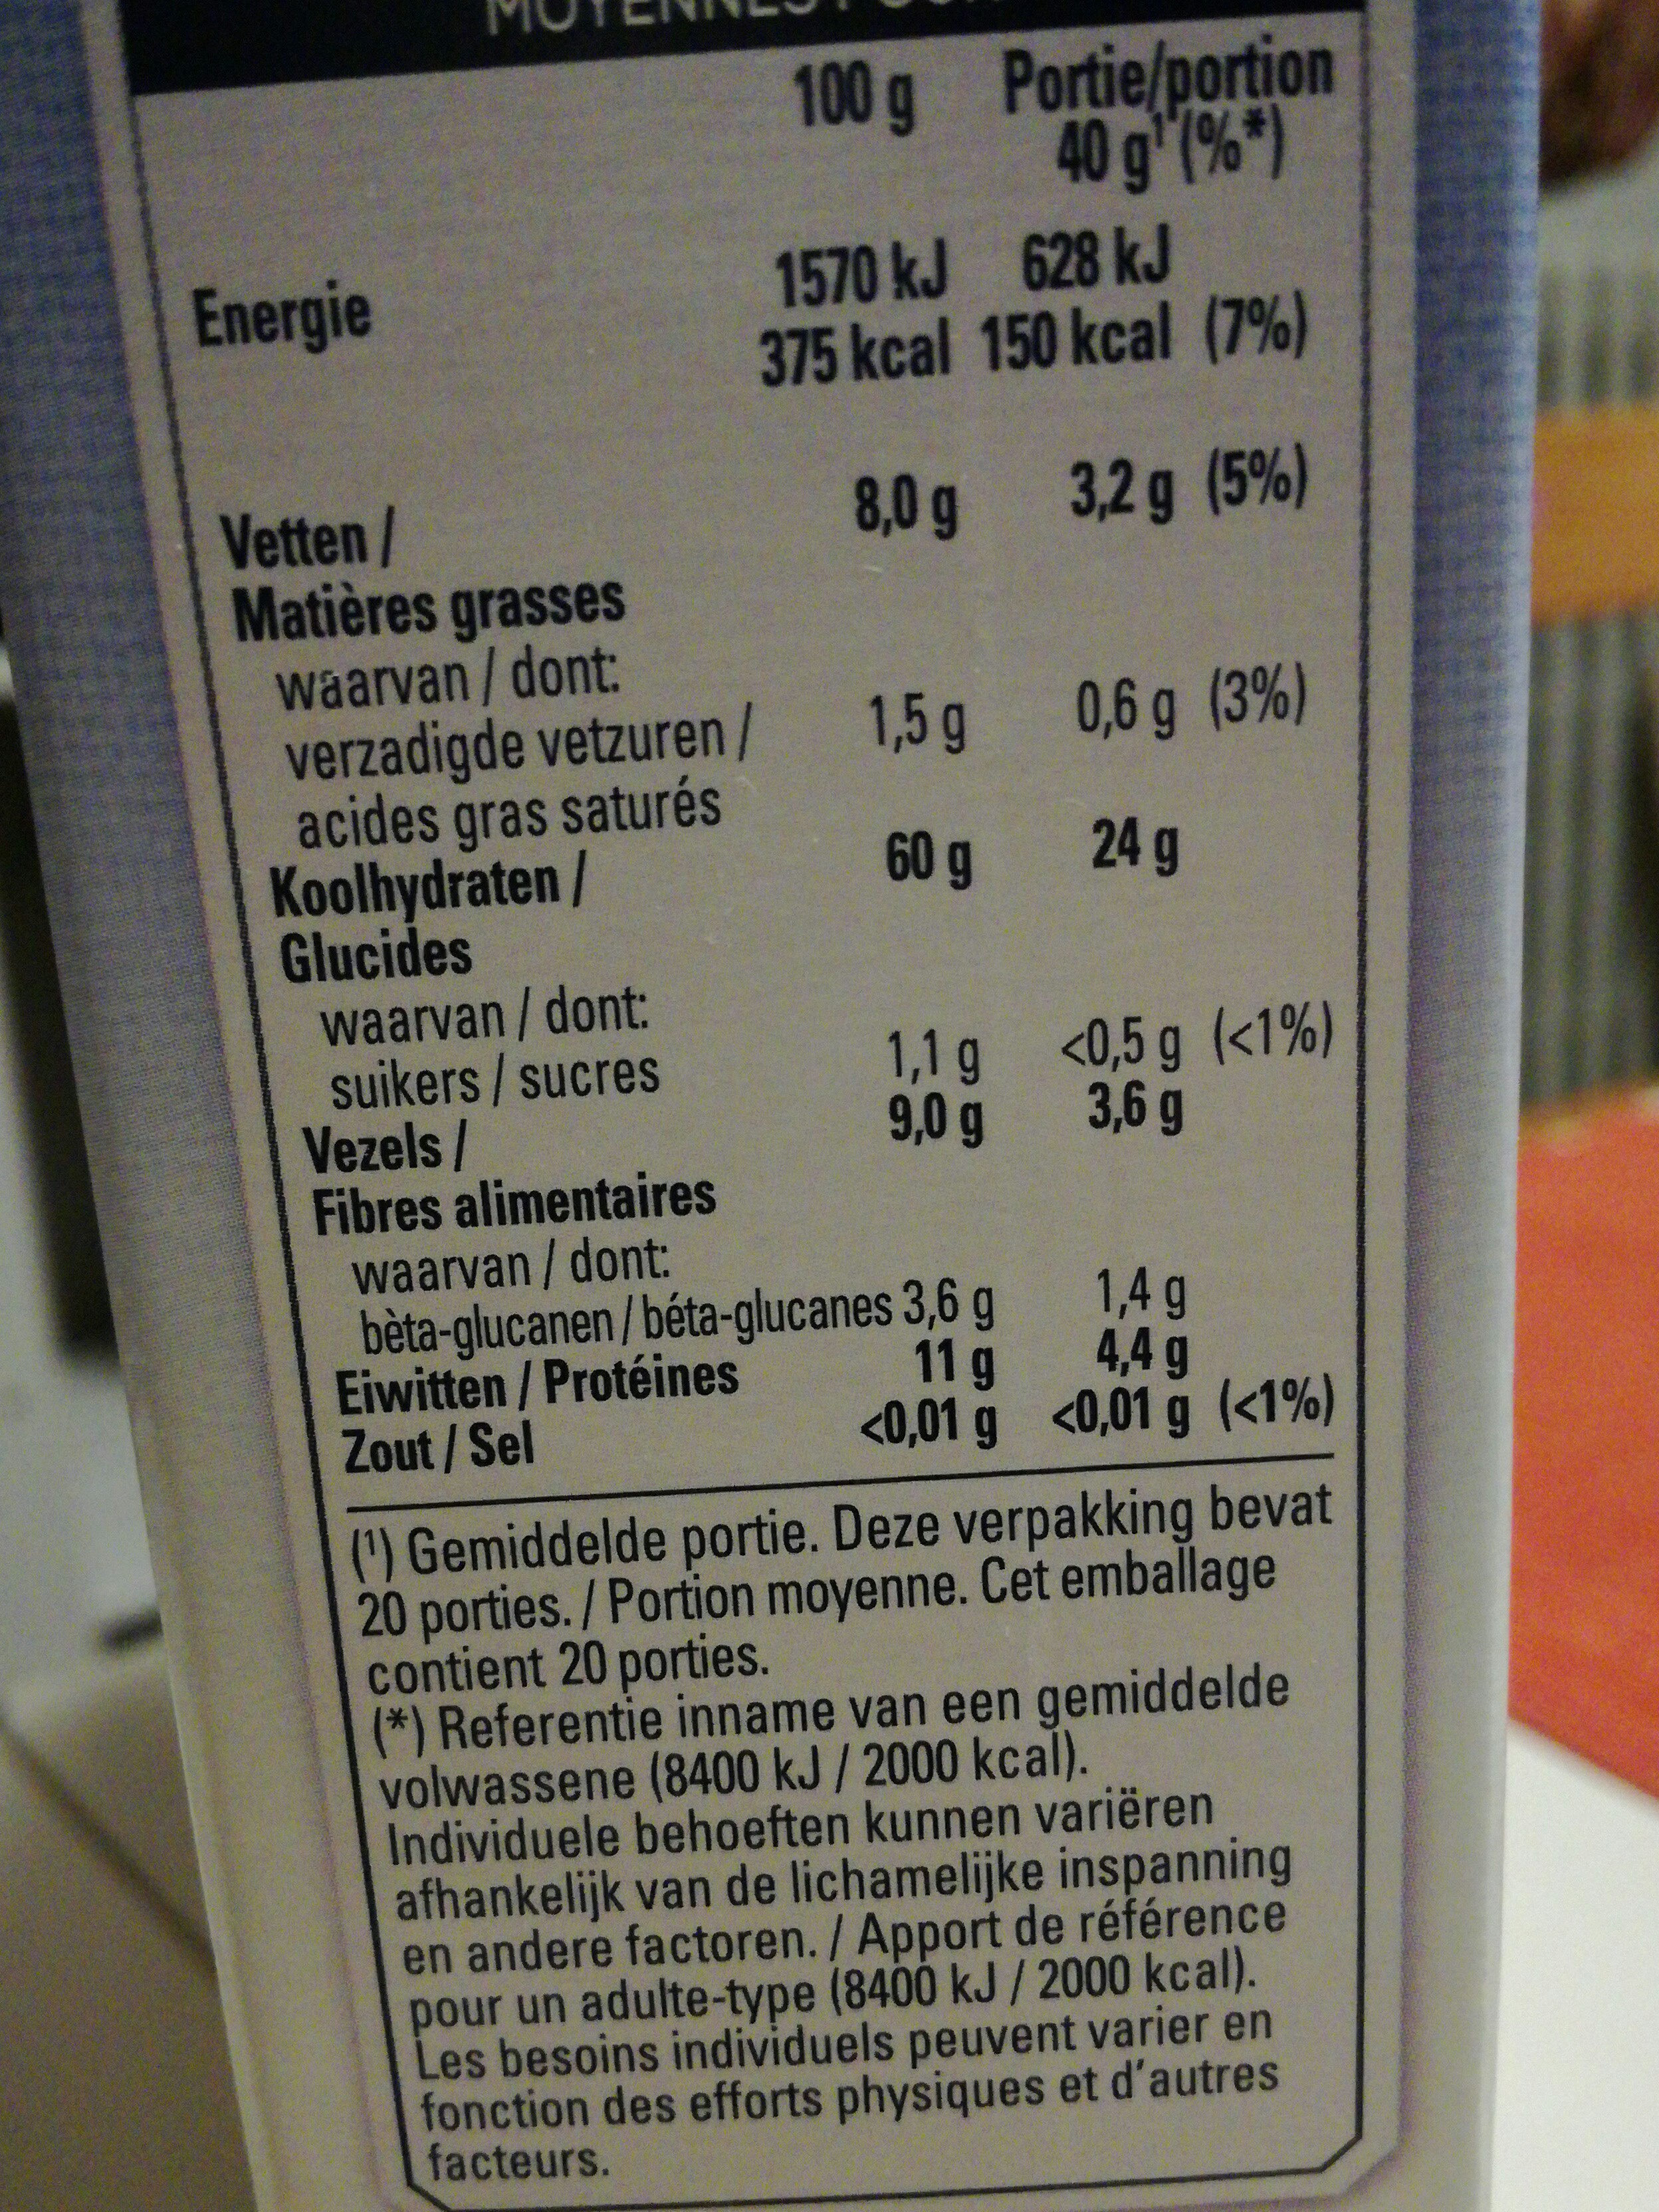 100 g Portie/portion
40 g¹ (%*)
Energie 1570 kJ 628 kJ
375 kcal 150 kcal (7%)
Vetten / 8,0 g 3,2 g (5%)
Matières grasses
waarvan / dont:
verzadigde vetzuren / 1,5 g 0,6 g (3%)
acides gras saturés
Koolhydraten / 60 g 24 g
Glucides
waarvan / dont:
suikers / sucres 1,1 g <0,5 g (<1%)
Vezels / 9,0 g 3,6 g
Fibres alimentaires
waarvan / dont:
bèta-glucanen / béta-glucanes 3,6 g 1,4 g
Eiwitten / Protéines 11 g 4,4 g
Zout / Sel <0,01 g <0,01 g (<1%)
(¹) Gemiddelde portie. Deze verpakking bevat
20 porties. / Portion moyenne. Cet emballage
contient 20 porties.
(*) Referentie inname van een gemiddelde
volwassene (8400 kJ / 2000 kcal).
Individuele behoeften kunnen variëren
afhankelijk van de lichamelijke inspanning
en andere factoren. / Apport de référence
pour un adulte-type (8400 kJ / 2000 kcal).
Les besoins individuels peuvent varier en
fonction des efforts physiques et d'autres
facteurs.